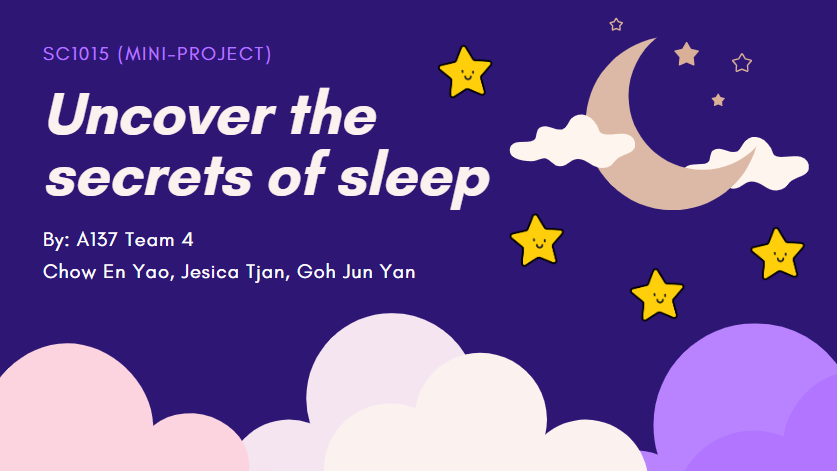 SC1015 (MINI-PROJECT)
Uncover the
secrets of sleep
By: A137 Team 4
Chow En Yao, Jesica Tjan, Goh Jun Yan